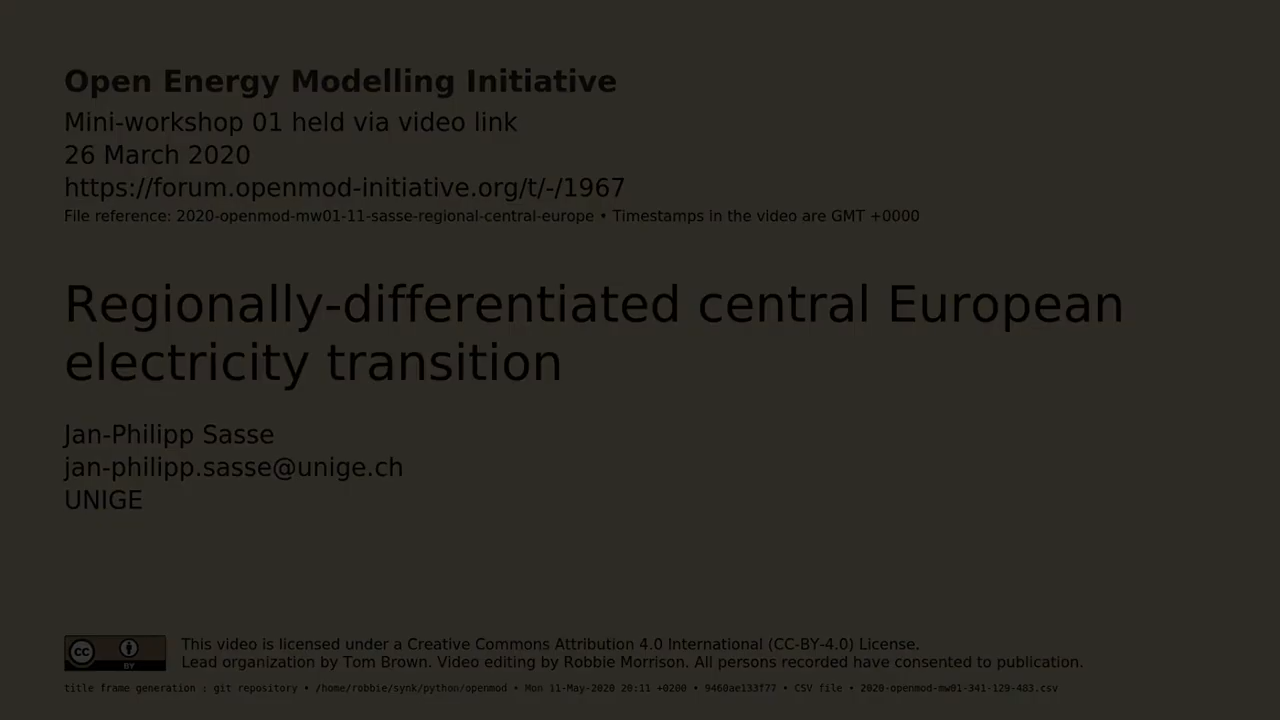 Open Energy Modelling Initiative
Mini-workshop 01 held via video link
26 March 2020
https://forum.openmod-initiative.org/t/-/1967
File reference: 2020-openmod-mw01-11-sasse-regional-central-europe • Timestamps in the video are GMT +0000
Regionally-differentiated central European
electricity transition
Jan-Philipp Sasse
jan-philipp.sasse@unige.ch
UNIGE
cc BY
This video is licensed under a Creative Commons Attribution 4.0 International (CC-BY-4.0) License.
Lead organization by Tom Brown. Video editing by Robbie Morrison. All persons recorded have consented to publication.
title frame generation : git repository • /home/robbie/synk/python/openmod • Mon 11-May-2020 20:11 +0200 • 9460ae133f77 • CSV file • 2020-openmod-mw01-341-129-483.csv